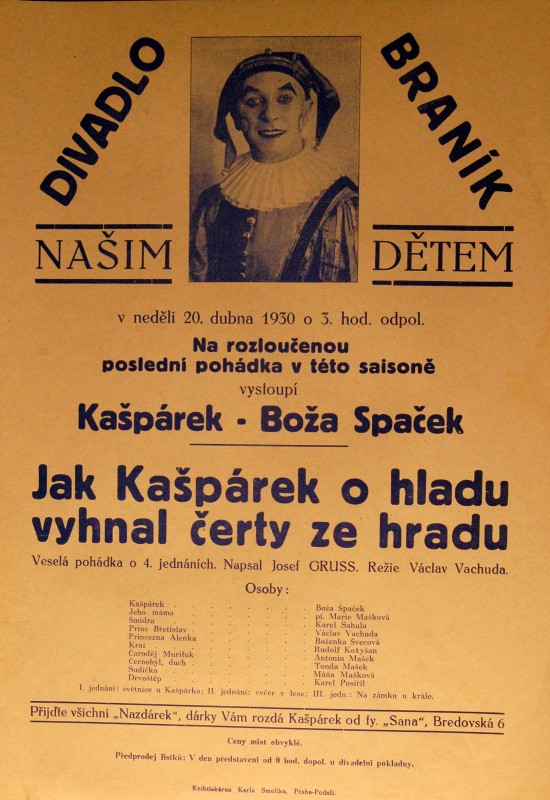 DIVADLO BRANÍK
NAŠIM DĚTEM
v neděli 20. dubna 1930 o 3. hod. odpol.
Na rozloučenou
poslední pohádka v této saisoně
vystoupí
Kašpárek - Boža Spaček
Jak Kašpárek o hladu
vyhnal čerty ze hradu
Veselá pohádka o 4. jednáních. Napsal Josef GRUSS. Režie Václav Vachuda.
Osoby:
Kašpárek . . . . . . . Boža Spaček
Jeho máma . . . . . . . pí. Marie Mašková
Šmidra . . . . . . . Karel Sahula
Princ Břetislav . . . . . . . Václav Vachuda
Princezna Alenka . . . . . . . Boženka Švecová
Král . . . . . . . Rudolf Kotyšan
Čaroděj Murifuk . . . . . . . Antonín Mašek
Černohýl, duch . . . . . . . Tonda Mašek
Sudička . . . . . . . Máňa Mašková
Drvoštěp . . . . . . . Karel Pospíšil
I. jednání: světnice u Kašpárka; II. jednání: večer v lese; III. jedn.: Na zámku u krále.
Přijďte všichni „Nazdárek", dárky Vám rozdá Kašpárek od fy. „Sana", Bredovská 6
Ceny míst obvyklé.
Předprodej lístků: V den představení od 9 hod. dopol. u divadelní pokladny.
Knihtiskárna Karla Smolíka, Praha-Podolí.